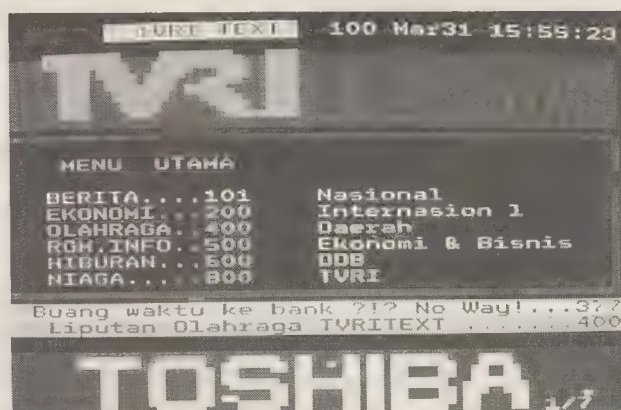 TVRI TEXT 100 Mar31 15:55:23
TVRI
MENU UTAMA
BERITA....101 Nasional
EKONOMI...200 Internasion l
OLAHRAGA..400 Daerah
RGH.INFO..500 Ekonomi & Bisnis
HIBURAN...600
NIAGA.....800 TVRI
Buang waktu ke bank ?!? No Way!...377
Liputan Olahraga TVRITEXT .......400
TOSHIBA 1/7